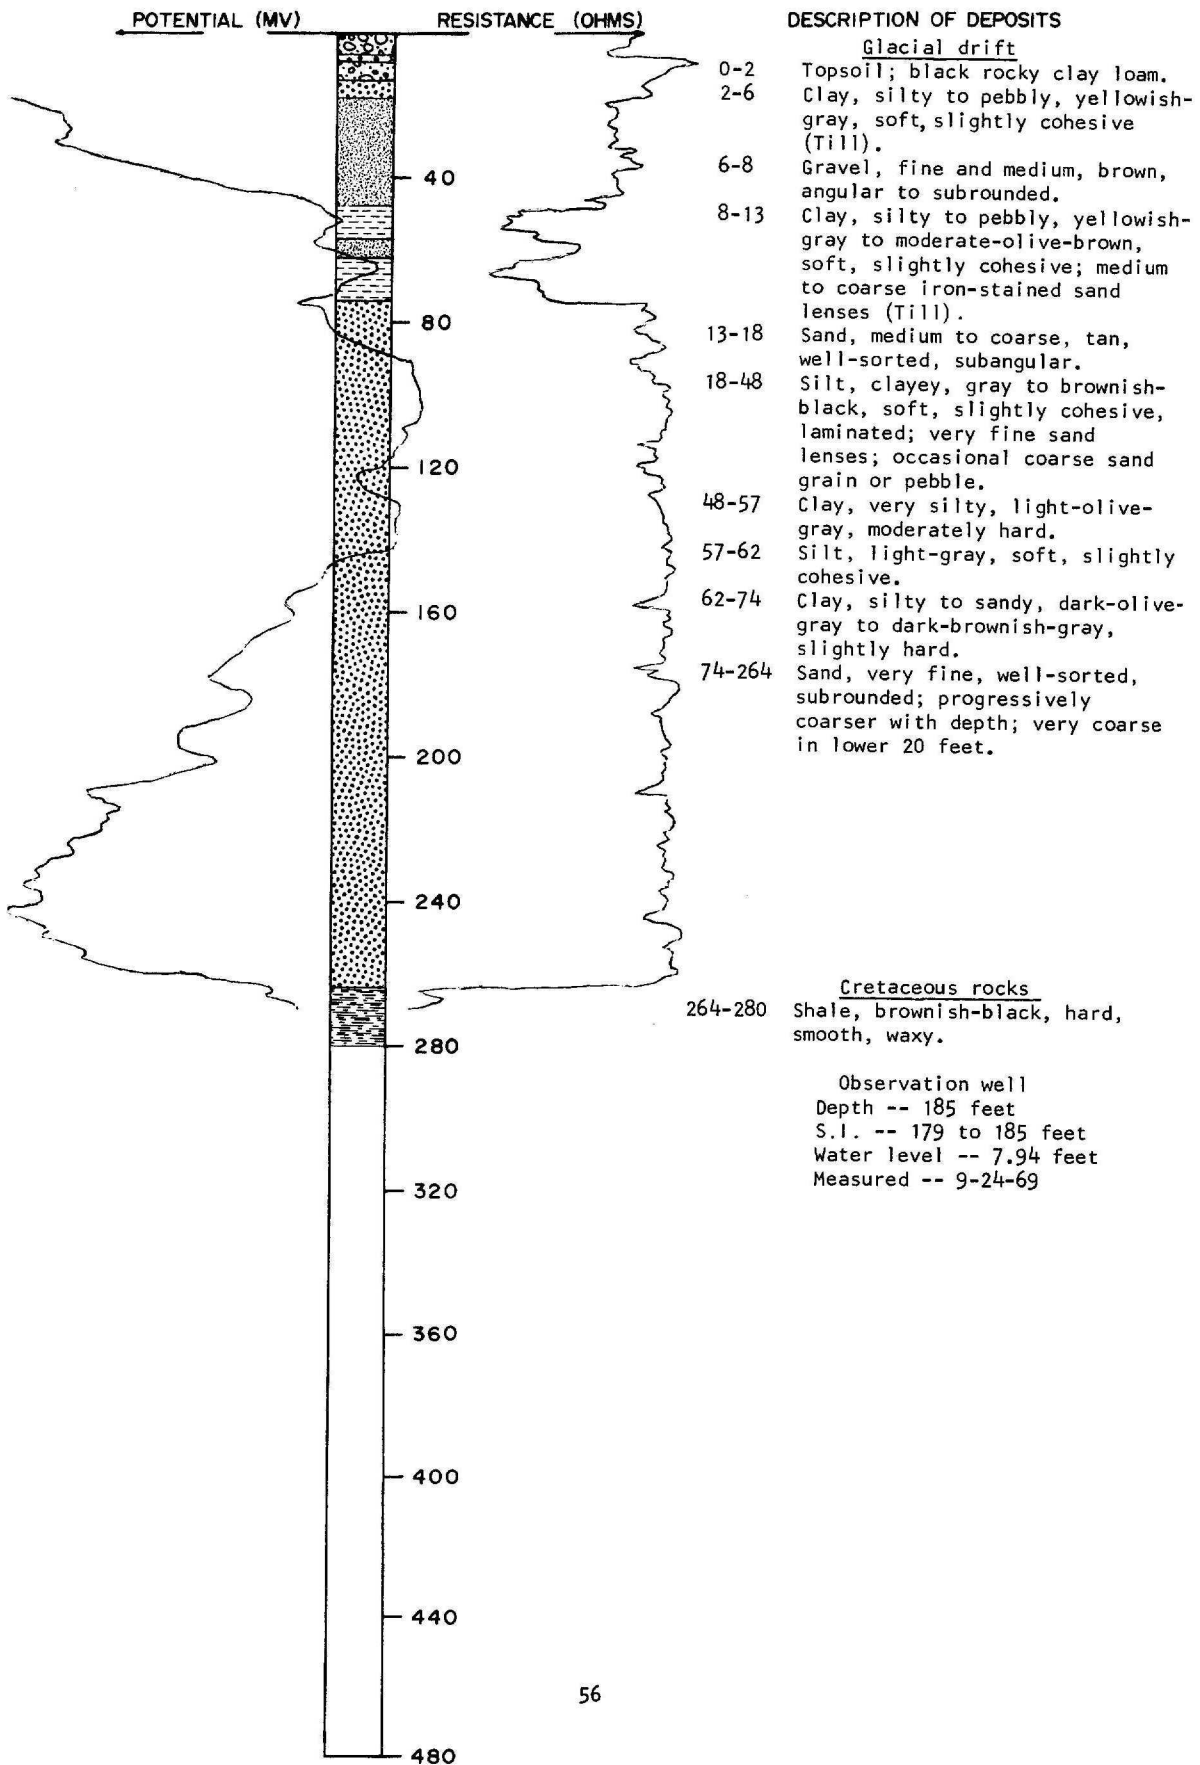 POTENTIAL (MV) RESISTANCE (OHMS) DESCRIPTION OF DEPOSITS
Glacial drift
0-2 Topsoil; black rocky clay loam.
2-6 Clay, silty to pebbly, yellowish-
gray, soft, slightly cohesive
(Till).
6-8 Gravel, fine and medium, brown,
angular to subrounded.
8-13 Clay, silty to pebbly, yellowish-
gray to moderate-olive-brown,
soft, slightly cohesive; medium
to coarse iron-stained sand
lenses (Till).
13-18 Sand, medium to coarse, tan,
well-sorted, subangular.
18-48 Silt, clayey, gray to brownish-
black, soft, slightly cohesive,
laminated; very fine sand
lenses; occasional coarse sand
grain or pebble.
48-57 Clay, very silty, light-olive-
gray, moderately hard.
57-62 Silt, light-gray, soft, slightly
cohesive.
62-74 Clay, silty to sandy, dark-olive-
gray to dark-brownish-gray,
slightly hard.
74-264 Sand, very fine, well-sorted,
subrounded; progressively
coarser with depth; very coarse
in lower 20 feet.
Cretaceous rocks
264-280 Shale, brownish-black, hard,
smooth, waxy.
Observation well
Depth -- 185 feet
S.I. -- 179 to 185 feet
Water level -- 7.94 feet
Measured -- 9-24-69
40
80
120
160
200
240
280
320
360
400
440
480
56